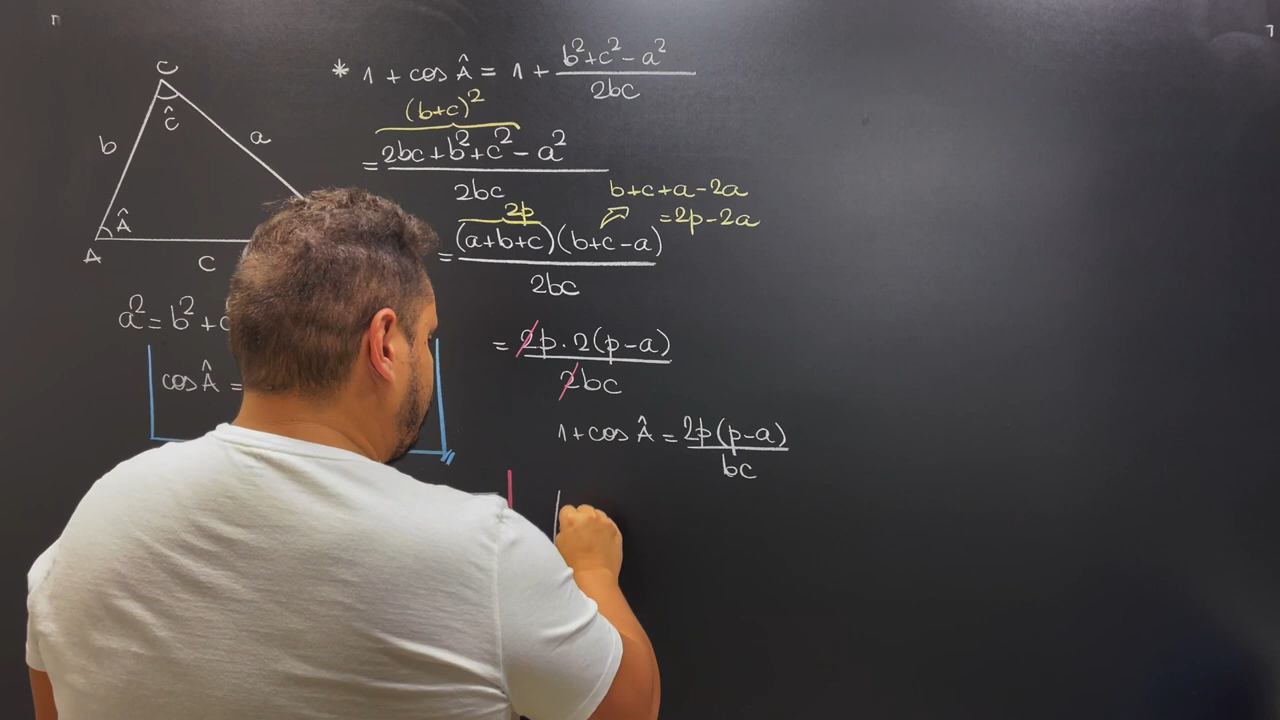 C
Ĉ
b
a
Â
A
c
a² = b² + c
cos Â =
* 1 + cos Â = 1 + (b² + c² - a²)/(2bc)
(b+c)²
= (2bc + b² + c² - a²)/(2bc)
b+c+a-2a
= 2p - 2a
2p
= (a+b+c)(b+c-a)/(2bc)
= 2p · 2(p-a)/(2bc)
1 + cos Â = 2p(p-a)/(bc)